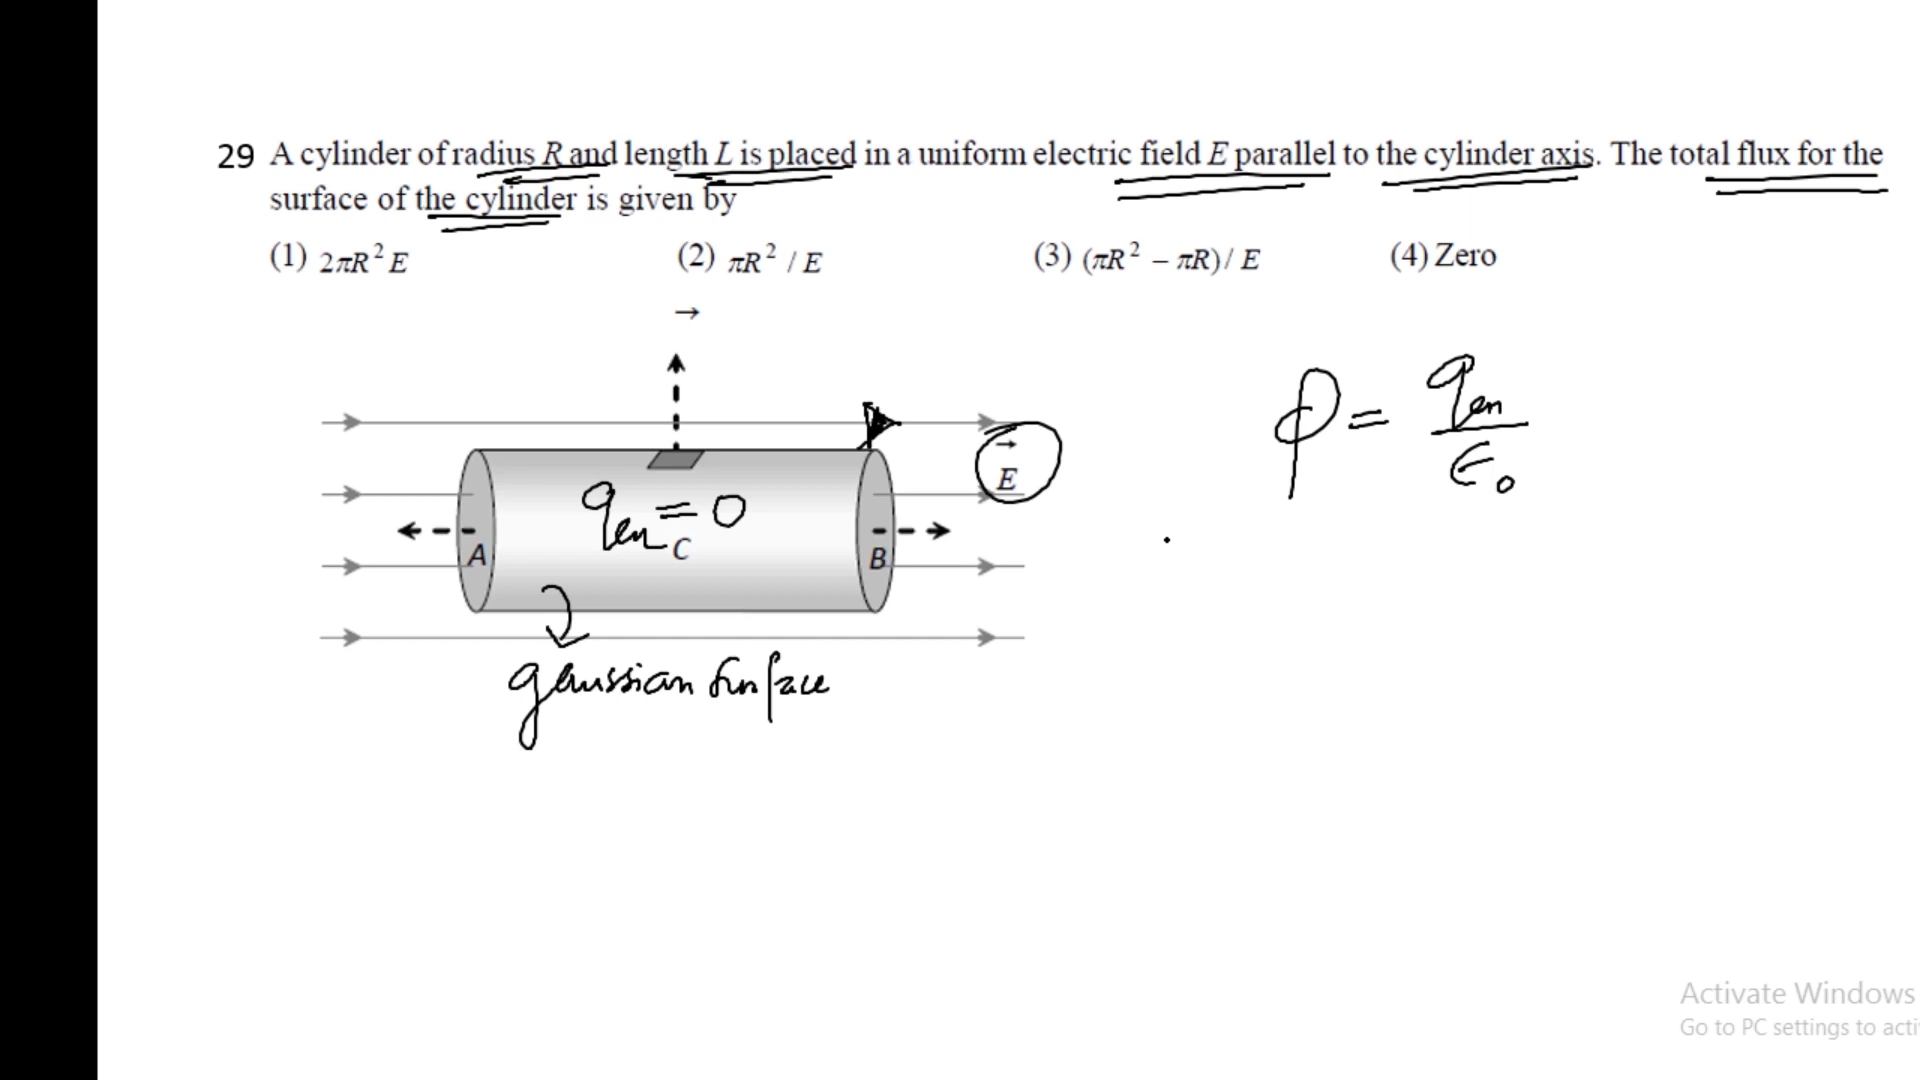 29 A cylinder of radius R and length L is placed in a uniform electric field E parallel to the cylinder axis. The total flux for the
surface of the cylinder is given by
(1) 2πR² E (2) πR² / E (3) (πR² − πR)/ E (4) Zero
→
E⃗
q_en = 0
A C B
gaussian surface
ϕ = q_en / ε₀
Activate Windows
Go to PC settings to acti